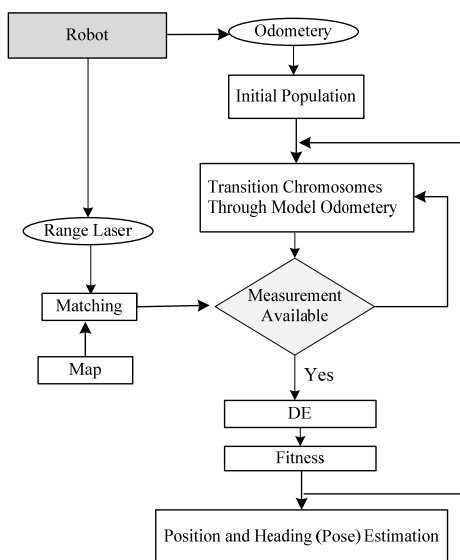 Robot
Odometery
Initial Population
Transition Chromosomes
Through Model Odometery
Range Laser
Measurement
Available
Matching
Map
Yes
DE
Fitness
Position and Heading (Pose) Estimation